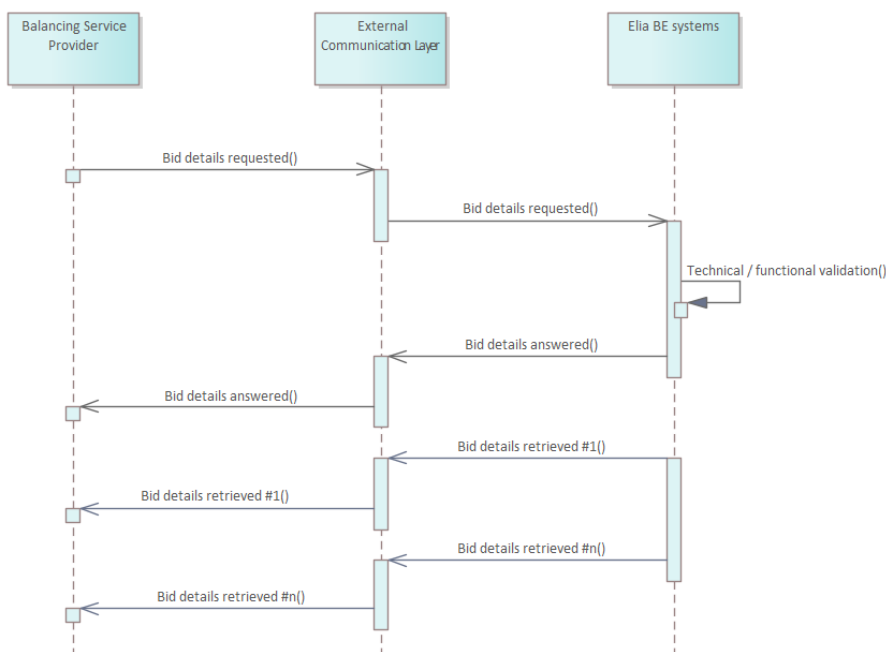 Balancing Service
Provider
External
Communication Layer
Elia BE systems
Bid details requested()
Bid details requested()
Technical / functional validation()
Bid details answered()
Bid details answered()
Bid details retrieved #1()
Bid details retrieved #1()
Bid details retrieved #n()
Bid details retrieved #n()